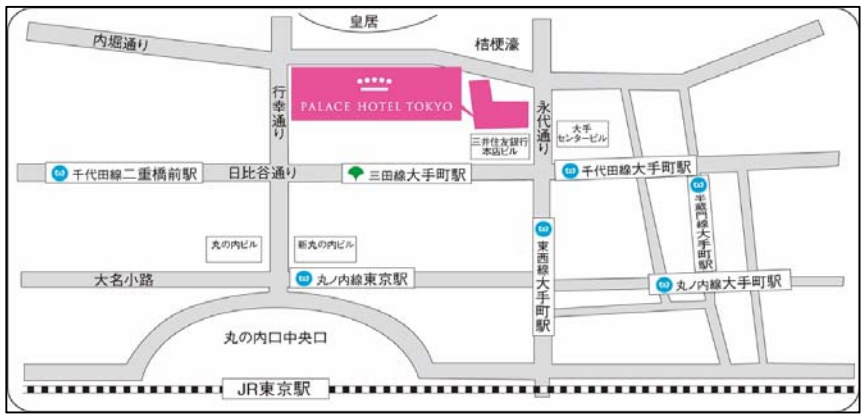 皇居
内堀通り
桔梗濠
行幸通り
PALACE HOTEL TOKYO
永代通り
大手
センタービル
三井住友銀行
本店ビル
千代田線二重橋前駅
日比谷通り
三田線大手町駅
千代田線大手町駅
半蔵門線大手町駅
丸の内ビル
新丸の内ビル
東西線大手町駅
大名小路
丸ノ内線東京駅
丸ノ内線大手町駅
丸の内口中央口
JR東京駅